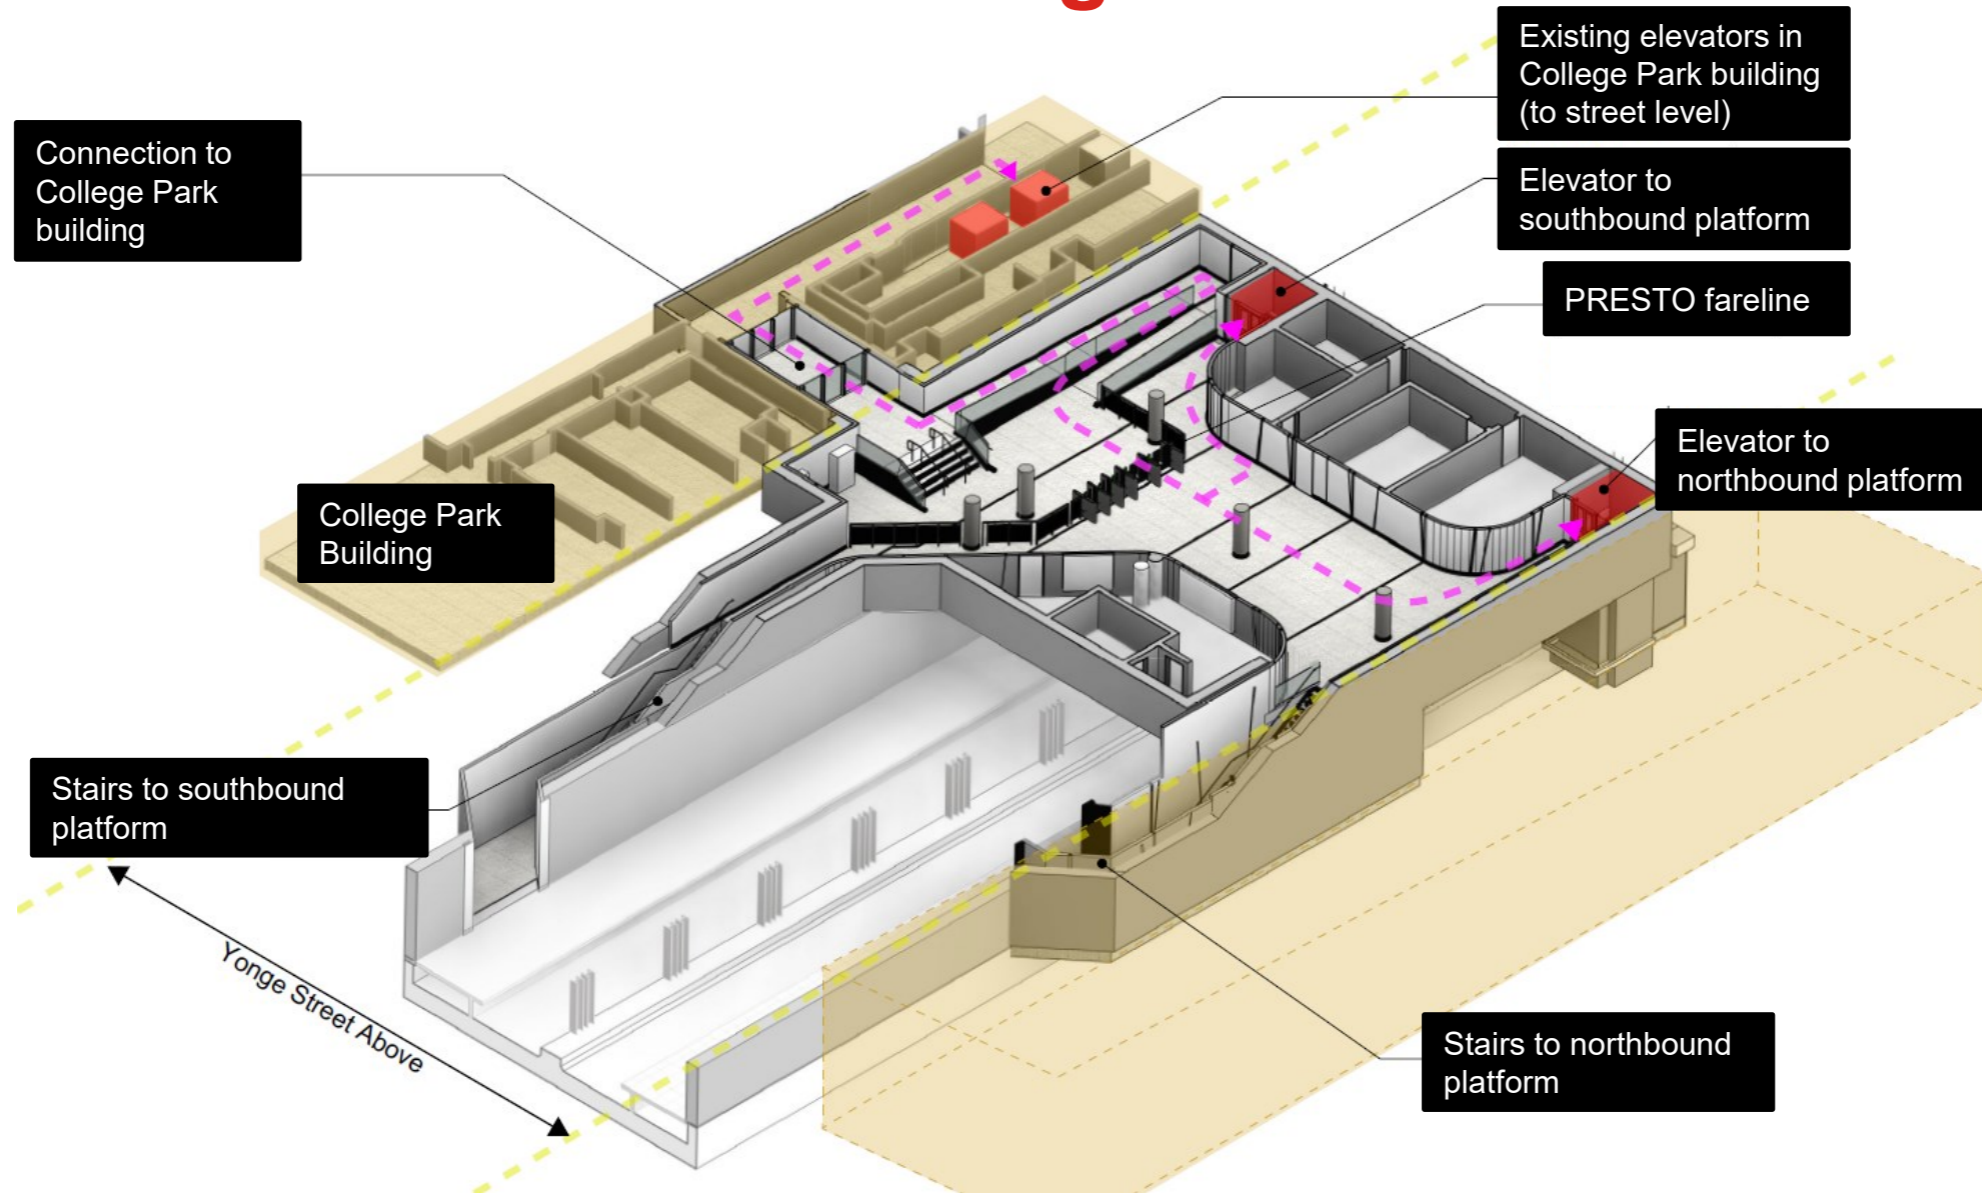 Existing elevators in
College Park building
(to street level)
Connection to
College Park
building
Elevator to
southbound platform
PRESTO fareline
Elevator to
northbound platform
College Park
Building
Stairs to southbound
platform
Yonge Street Above
Stairs to northbound
platform